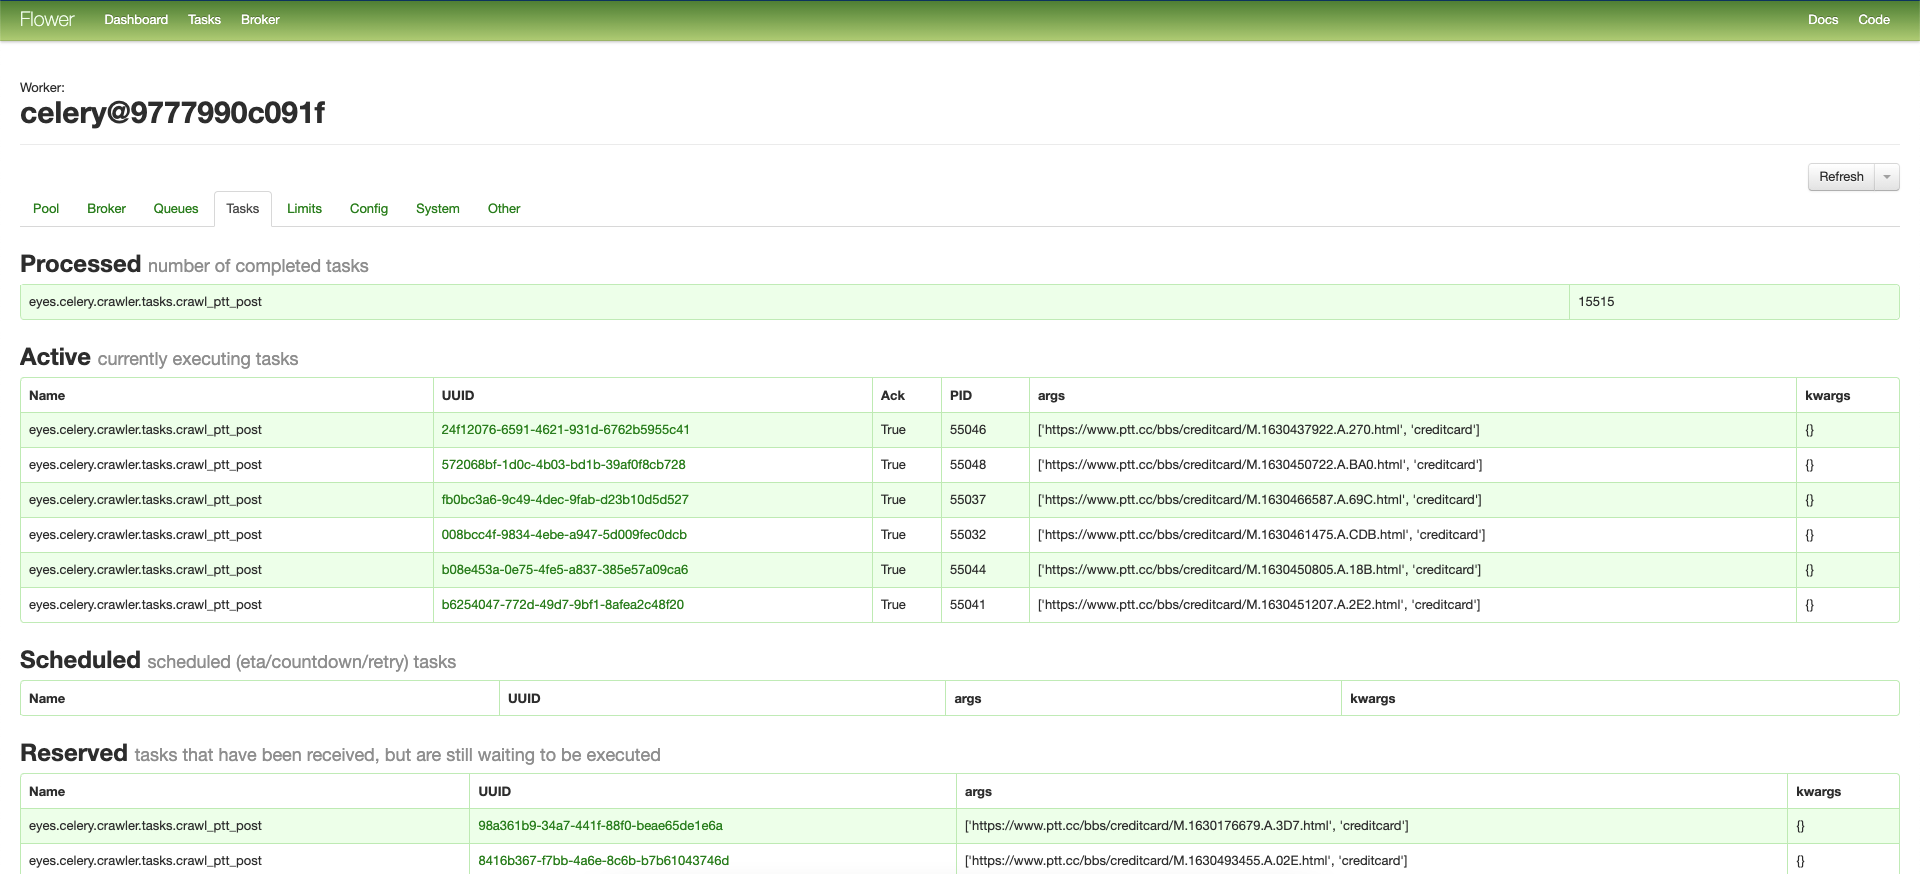 Flower Dashboard Tasks Broker Docs Code
Worker:
celery@9777990c091f
Refresh
Pool Broker Queues Tasks Limits Config System Other
Processed number of completed tasks
eyes.celery.crawler.tasks.crawl_ptt_post 15515
Active currently executing tasks
Name UUID Ack PID args kwargs
eyes.celery.crawler.tasks.crawl_ptt_post 24f12076-6591-4621-931d-6762b5955c41 True 55046 ['https://www.ptt.cc/bbs/creditcard/M.1630437922.A.270.html', 'creditcard'] {}
eyes.celery.crawler.tasks.crawl_ptt_post 572068bf-1d0c-4b03-bd1b-39af0f8cb728 True 55048 ['https://www.ptt.cc/bbs/creditcard/M.1630450722.A.BA0.html', 'creditcard'] {}
eyes.celery.crawler.tasks.crawl_ptt_post fb0bc3a6-9c49-4dec-9fab-d23b10d5d527 True 55037 ['https://www.ptt.cc/bbs/creditcard/M.1630466587.A.69C.html', 'creditcard'] {}
eyes.celery.crawler.tasks.crawl_ptt_post 008bcc4f-9834-4ebe-a947-5d009fec0dcb True 55032 ['https://www.ptt.cc/bbs/creditcard/M.1630461475.A.CDB.html', 'creditcard'] {}
eyes.celery.crawler.tasks.crawl_ptt_post b08e453a-0e75-4fe5-a837-385e57a09ca6 True 55044 ['https://www.ptt.cc/bbs/creditcard/M.1630450805.A.18B.html', 'creditcard'] {}
eyes.celery.crawler.tasks.crawl_ptt_post b6254047-772d-49d7-9bf1-8afea2c48f20 True 55041 ['https://www.ptt.cc/bbs/creditcard/M.1630451207.A.2E2.html', 'creditcard'] {}
Scheduled scheduled (eta/countdown/retry) tasks
Name UUID args kwargs
Reserved tasks that have been received, but are still waiting to be executed
Name UUID args kwargs
eyes.celery.crawler.tasks.crawl_ptt_post 98a361b9-34a7-441f-88f0-beae65de1e6a ['https://www.ptt.cc/bbs/creditcard/M.1630176679.A.3D7.html', 'creditcard'] {}
eyes.celery.crawler.tasks.crawl_ptt_post 8416b367-f7bb-4a6e-8c6b-b7b61043746d ['https://www.ptt.cc/bbs/creditcard/M.1630493455.A.02E.html', 'creditcard'] {}